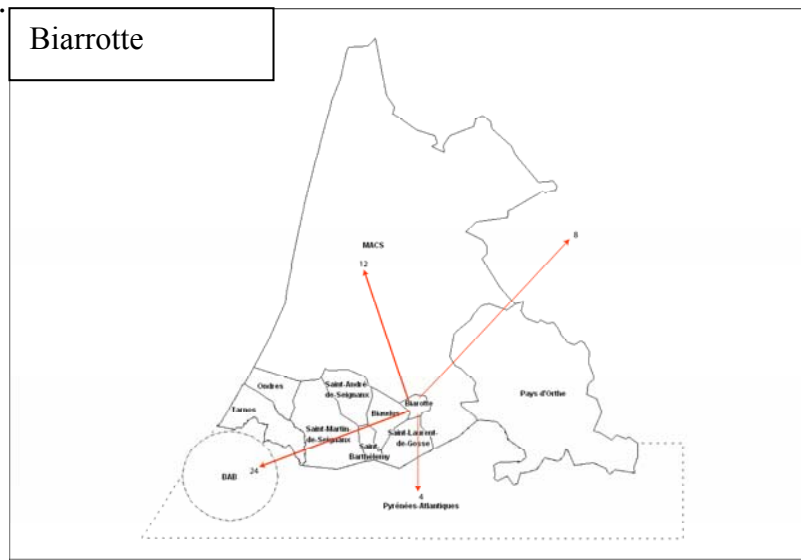 Biarrotte
8
MACS
12
Saint-André
de-Seignanx
Ondres
Pays d'Orthe
Biarotte
Tarnos
Biaudos
Saint-Martin
de-Seignanx
Saint-Laurent-
de-Gosse
Saint-
Barthélemy
24
BAB
4
Pyrénées-Atlantiques